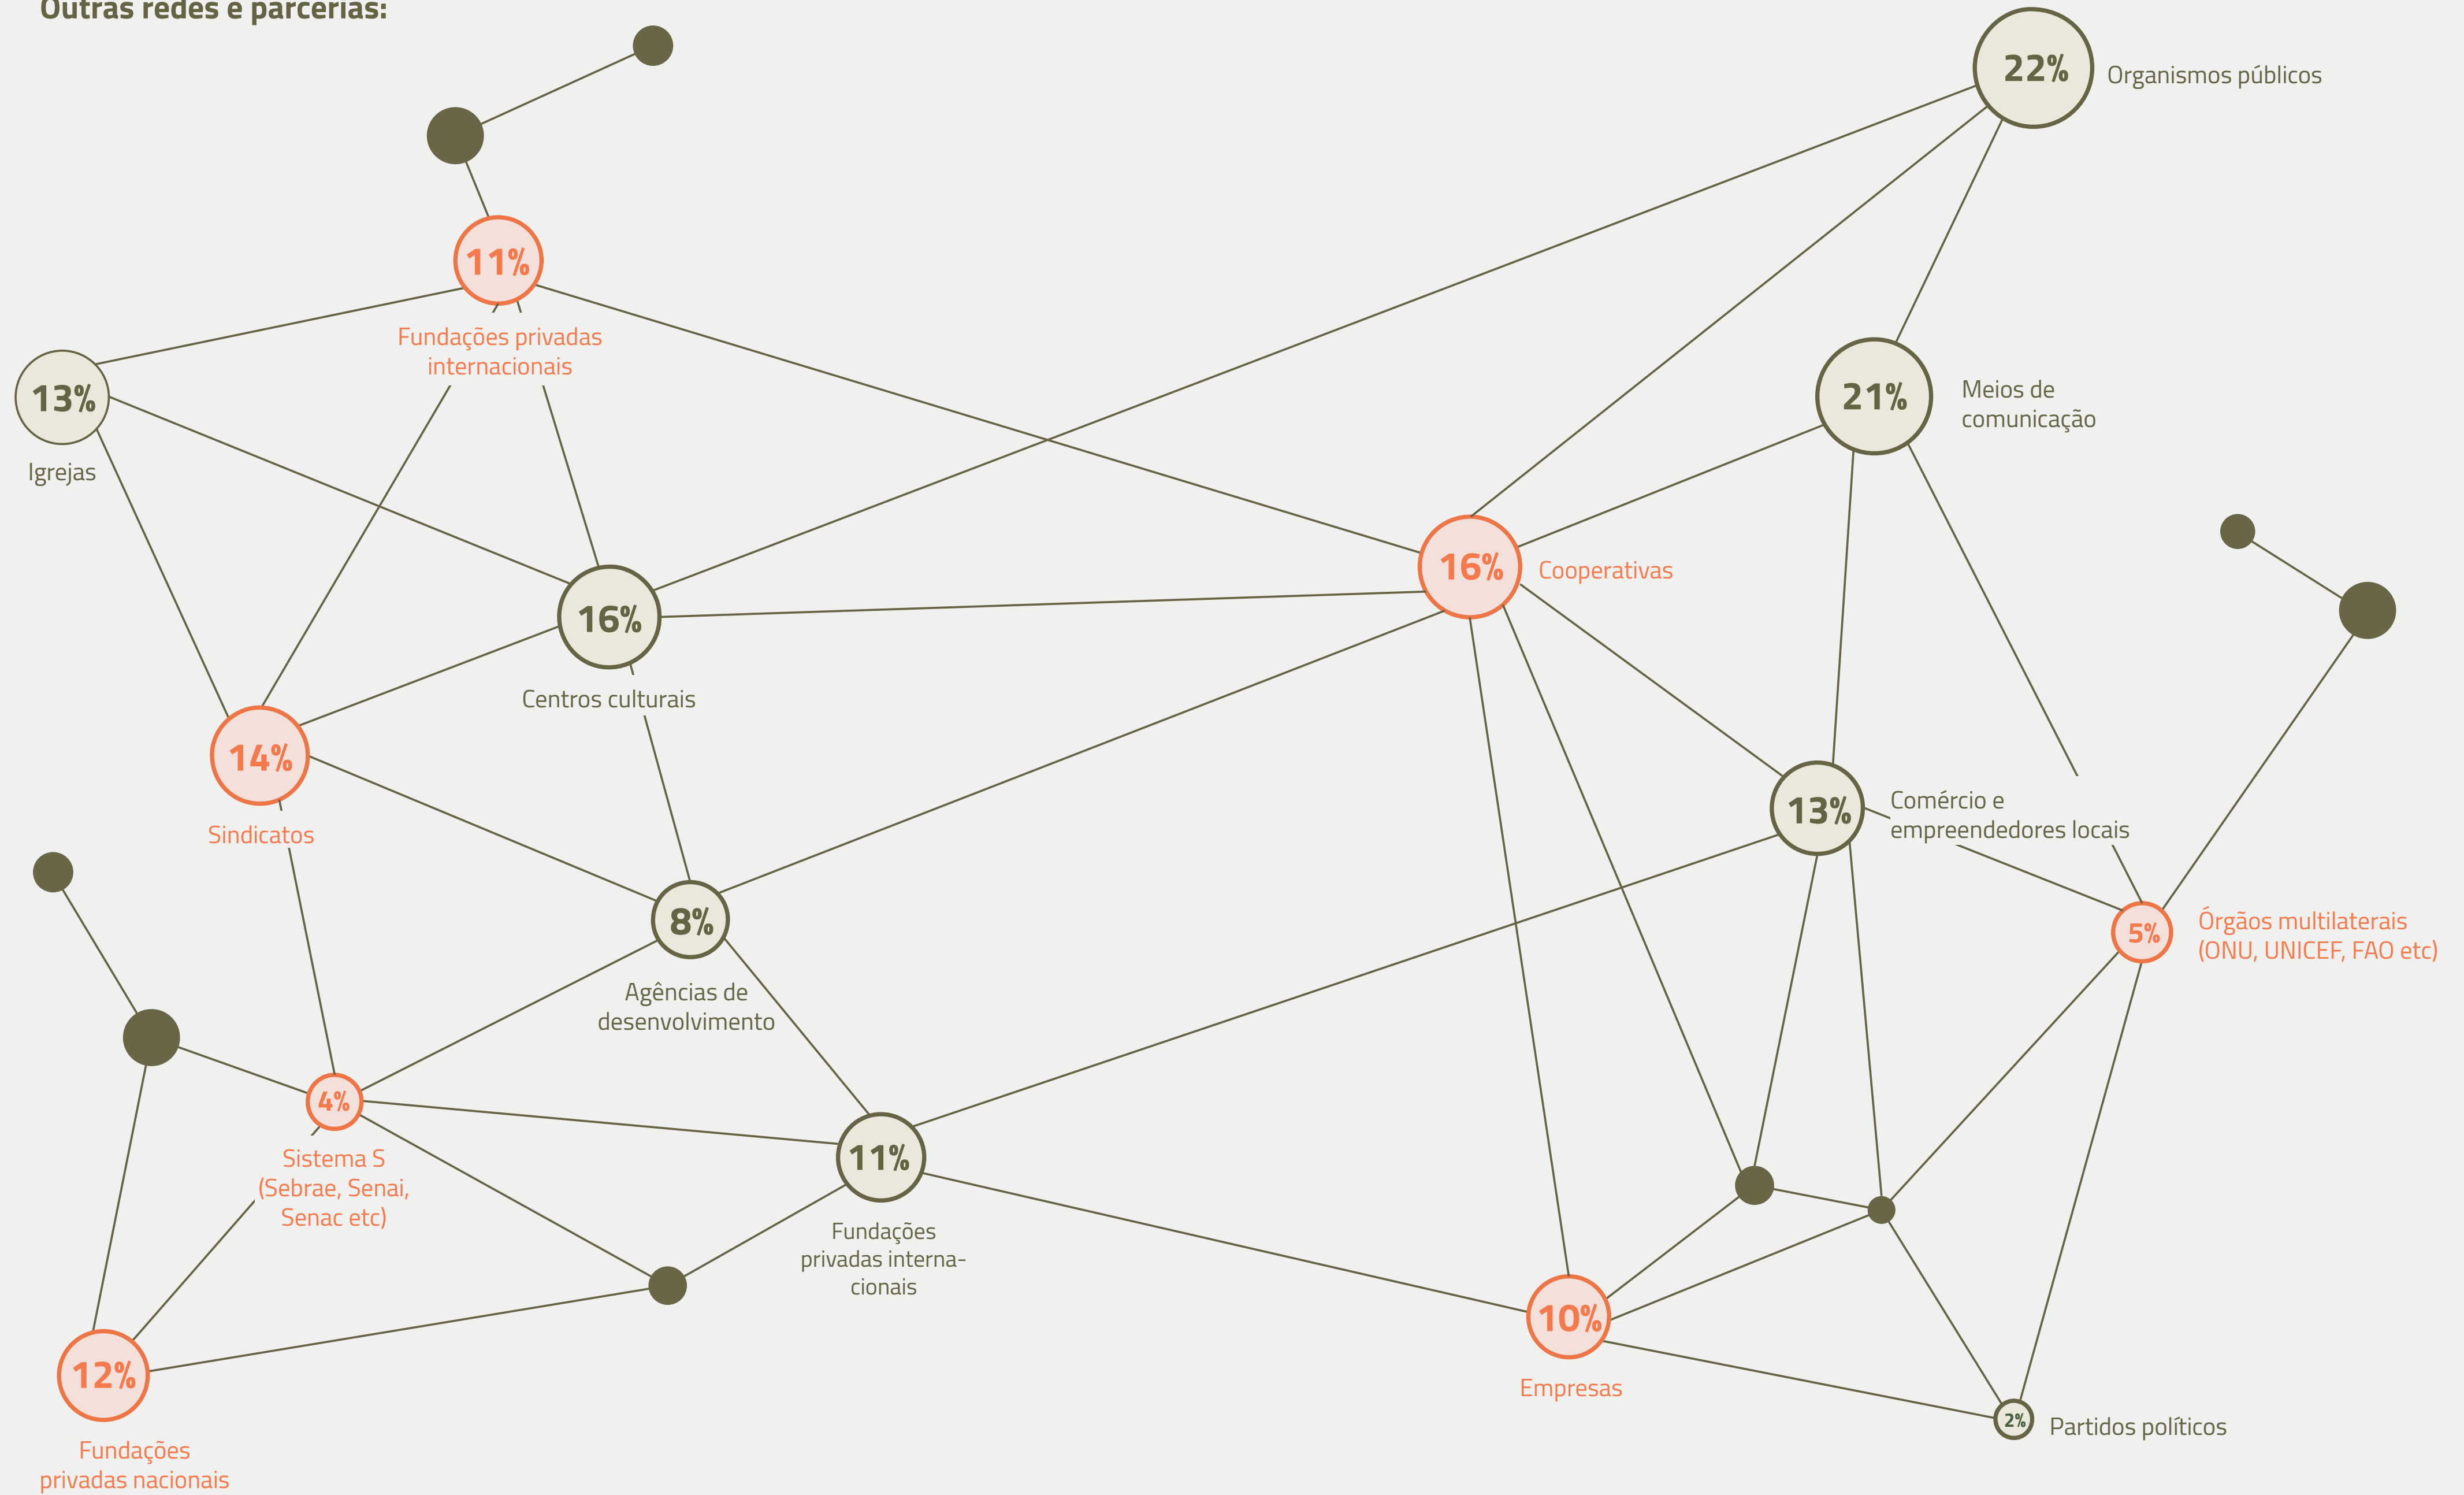 Outras redes e parcerias:
22%
Organismos públicos
11%
Fundações privadas
internacionais
13%
Igrejas
21%
Meios de
comunicação
16%
Cooperativas
16%
Centros culturais
14%
Sindicatos
13%
Comércio e
empreendedores locais
8%
Agências de
desenvolvimento
5%
Órgãos multilaterais
(ONU, UNICEF, FAO etc)
4%
Sistema S
(Sebrae, Senai,
Senac etc)
11%
Fundações
privadas interna-
cionais
10%
Empresas
12%
Fundações
privadas nacionais
2%
Partidos políticos